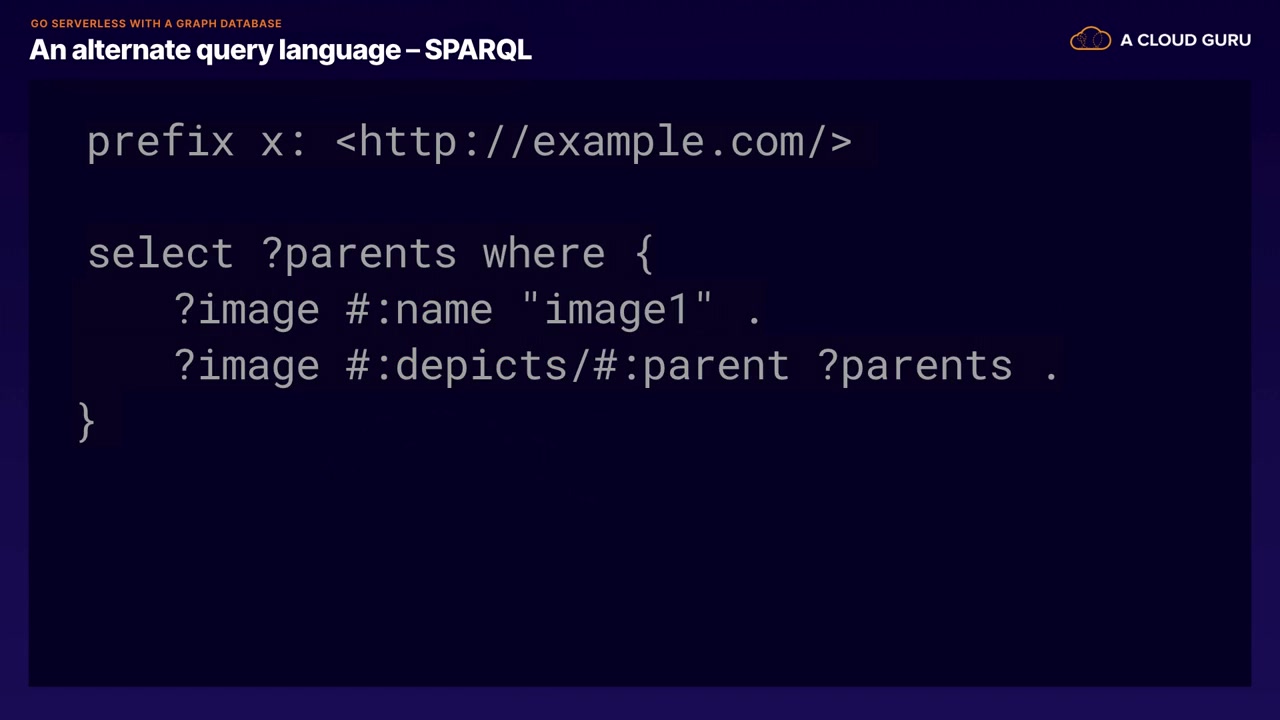 GO SERVERLESS WITH A GRAPH DATABASE
An alternate query language – SPARQL
A CLOUD GURU
prefix x: <http://example.com/>
select ?parents where {
?image #:name "image1" .
?image #:depicts/#:parent ?parents .
}